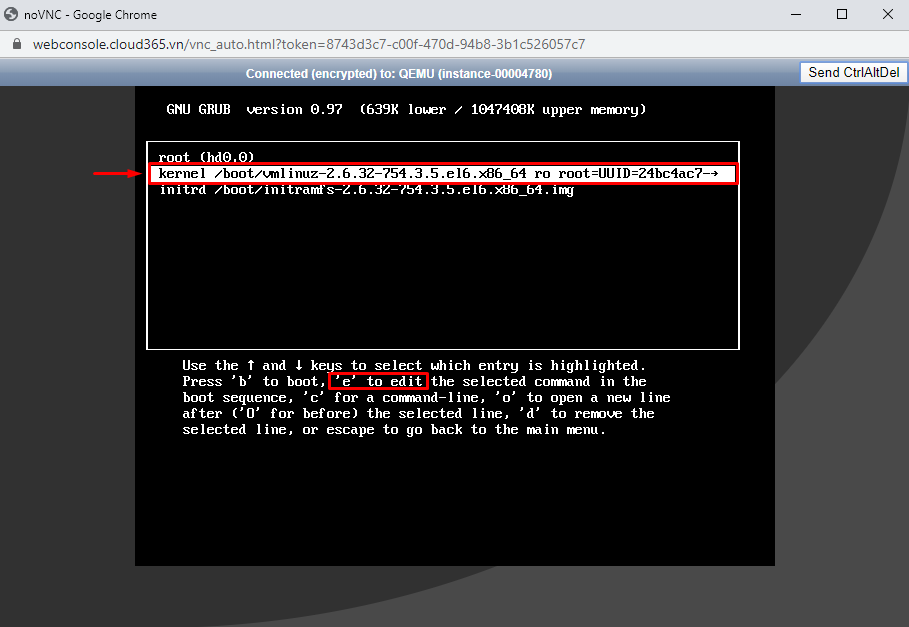 noVNC - Google Chrome
webconsole.cloud365.vn/vnc_auto.html?token=8743d3c7-c00f-470d-94b8-3b1c526057c7
Connected (encrypted) to: QEMU (instance-00004780)
Send CtrlAltDel
GNU GRUB version 0.97 (639K lower / 1047408K upper memory)
root (hd0,0)
kernel /boot/vmlinuz-2.6.32-754.3.5.el6.x86_64 ro root=UUID=24bc4ac7-→
initrd /boot/initramfs-2.6.32-754.3.5.el6.x86_64.img
Use the ↑ and ↓ keys to select which entry is highlighted.
Press 'b' to boot, 'e' to edit the selected command in the
boot sequence, 'c' for a command-line, 'o' to open a new line
after ('O' for before) the selected line, 'd' to remove the
selected line, or escape to go back to the main menu.